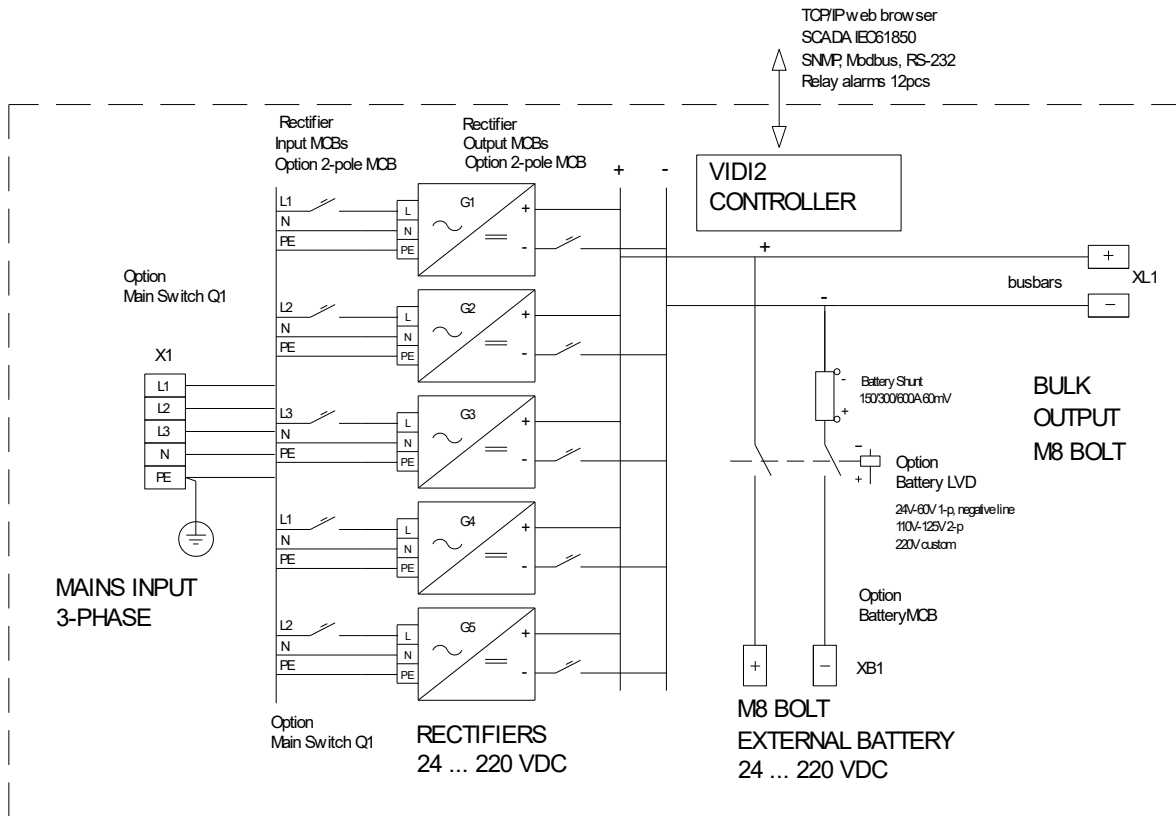 TCP/IP web browser
SCADA IEC61850
SNMP, Modbus, RS-232
Relay alarms 12pcs
Rectifier
Input MCBs
Option 2-pole MCB
Rectifier
Output MCBs
Option 2-pole MCB
+ -
VIDI2
CONTROLLER
L1
N
PE
L
N
PE
G1
+
-
+
+
XL1
busbars
-
−
Option
Main Switch Q1
L2
N
PE
L
N
PE
G2
+
-
X1
L1
L2
L3
N
PE
L3
N
PE
L
N
PE
G3
+
-
-
Battery Shunt
150/300/600A 60mV
+
BULK
OUTPUT
M8 BOLT
-
+
Option
Battery LVD
24V-60V 1-p, negative line
110V-125V 2-p
220V custom
L1
N
PE
L
N
PE
G4
+
-
MAINS INPUT
3-PHASE
Option
Battery MCB
L2
N
PE
L
N
PE
G5
+
-
+
−
XB1
Option
Main Switch Q1
RECTIFIERS
24 ... 220 VDC
M8 BOLT
EXTERNAL BATTERY
24 ... 220 VDC